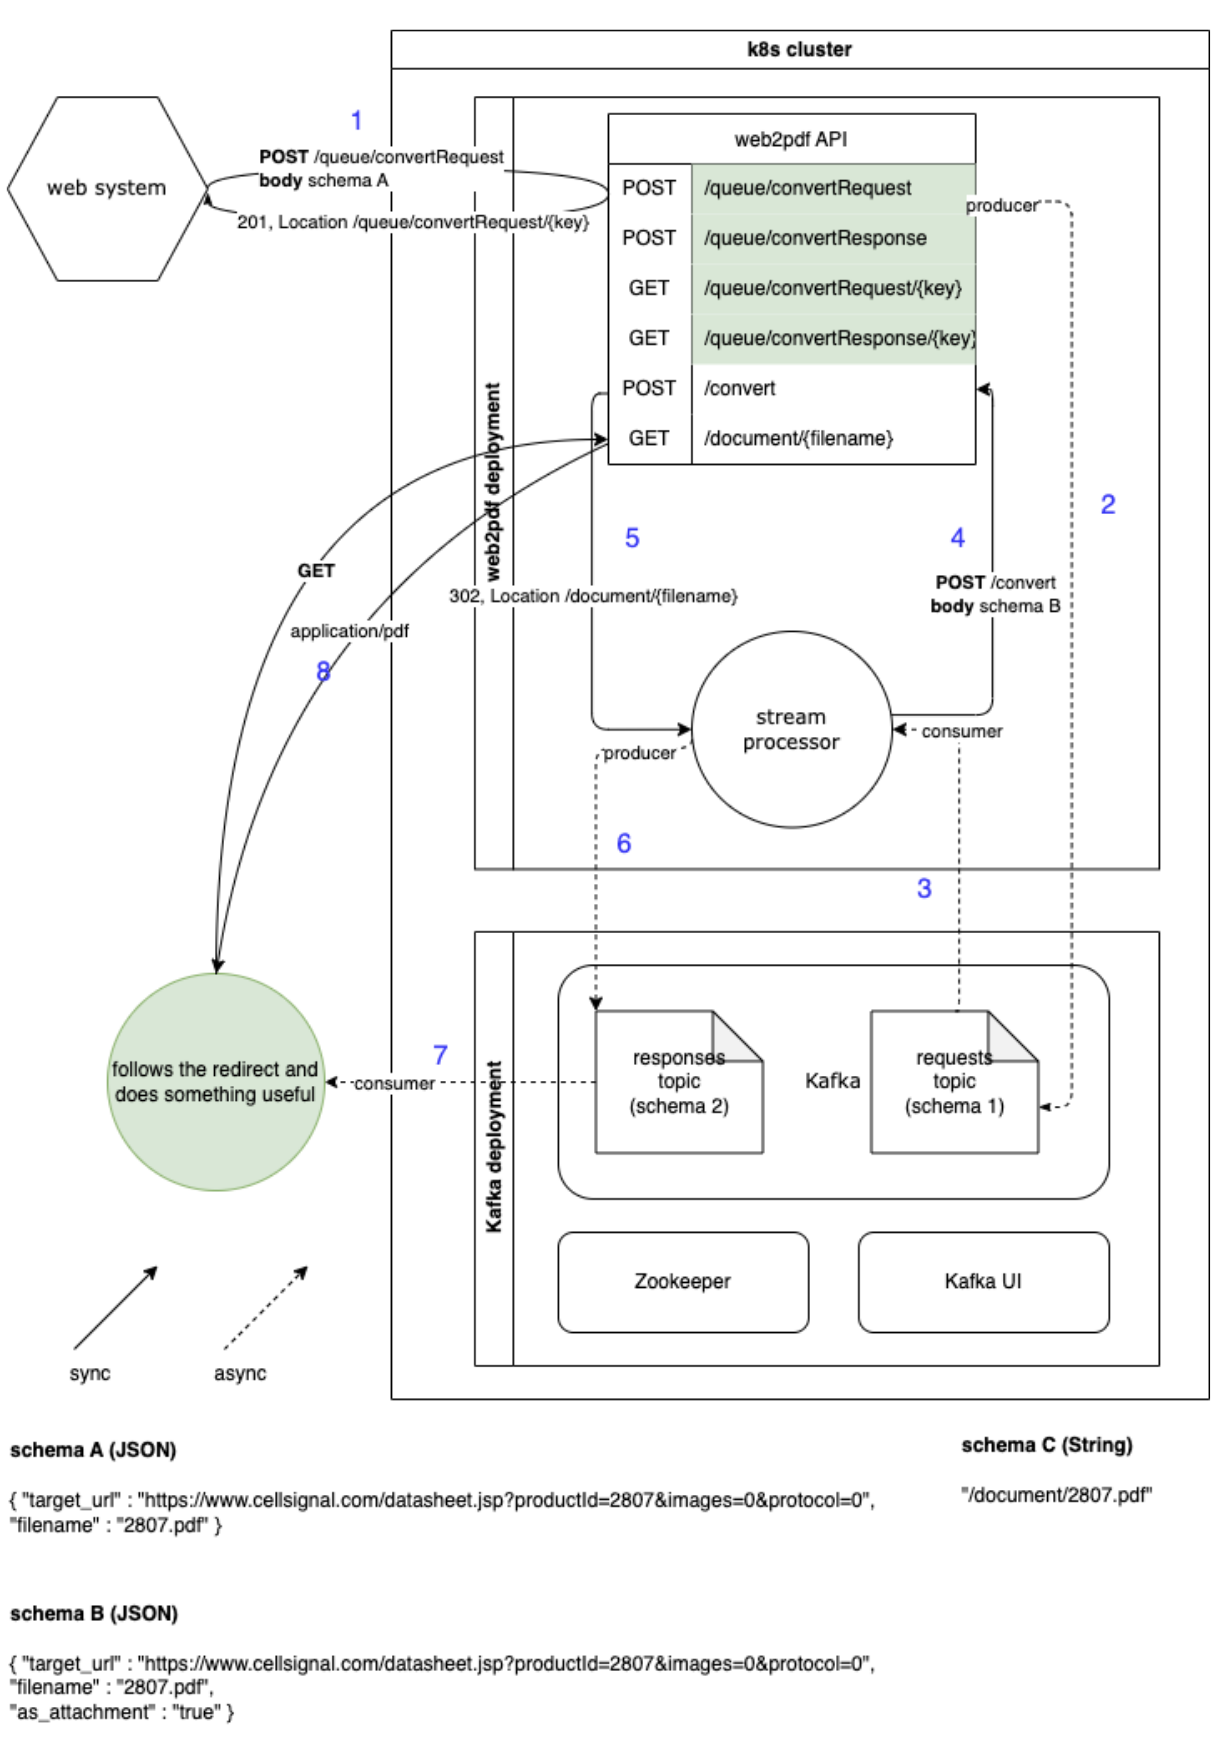 k8s cluster
1
POST /queue/convertRequest
body schema A
web system
201, Location /queue/convertRequest/{key}
web2pdf deployment
web2pdf API
POST /queue/convertRequest
producer
POST /queue/convertResponse
GET /queue/convertRequest/{key}
GET /queue/convertResponse/{key}
POST /convert
GET /document/{filename}
2
5
4
GET
302, Location /document/{filename}
POST /convert
body schema B
application/pdf
8
stream
processor
consumer
producer
6
3
Kafka deployment
responses
topic
(schema 2)
Kafka
requests
topic
(schema 1)
7
consumer
follows the redirect and
does something useful
Zookeeper
Kafka UI
sync
async
schema A (JSON)
{ "target_url" : "https://www.cellsignal.com/datasheet.jsp?productId=2807&images=0&protocol=0",
"filename" : "2807.pdf" }
schema C (String)
"/document/2807.pdf"
schema B (JSON)
{ "target_url" : "https://www.cellsignal.com/datasheet.jsp?productId=2807&images=0&protocol=0",
"filename" : "2807.pdf",
"as_attachment" : "true" }